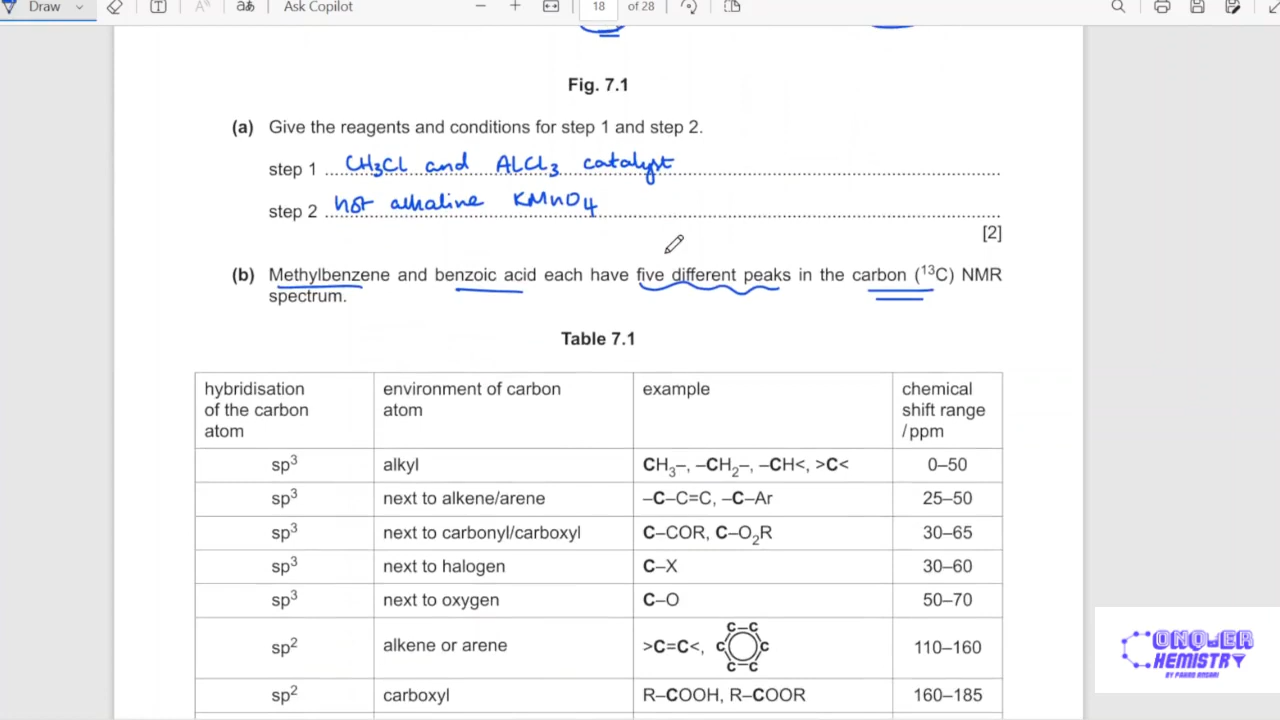 Draw
Ask Copilot
18 of 28
Fig. 7.1
(a) Give the reagents and conditions for step 1 and step 2.
step 1 CH3Cl and AlCl3 catalyst
step 2 hot alkaline KMnO4
[2]
(b) Methylbenzene and benzoic acid each have five different peaks in the carbon (13C) NMR
spectrum.
Table 7.1
hybridisation of the carbon atom environment of carbon atom example chemical shift range /ppm
sp3 alkyl CH3–, –CH2–, –CH<, >C< 0–50
sp3 next to alkene/arene –C–C=C, –C–Ar 25–50
sp3 next to carbonyl/carboxyl C–COR, C–O2R 30–65
sp3 next to halogen C–X 30–60
sp3 next to oxygen C–O 50–70
sp2 alkene or arene >C=C<, C–C C C C=C 110–160
sp2 carboxyl R–COOH, R–COOR 160–185
ONQUER
HEMISTRY
BY FAHAD ANSARI